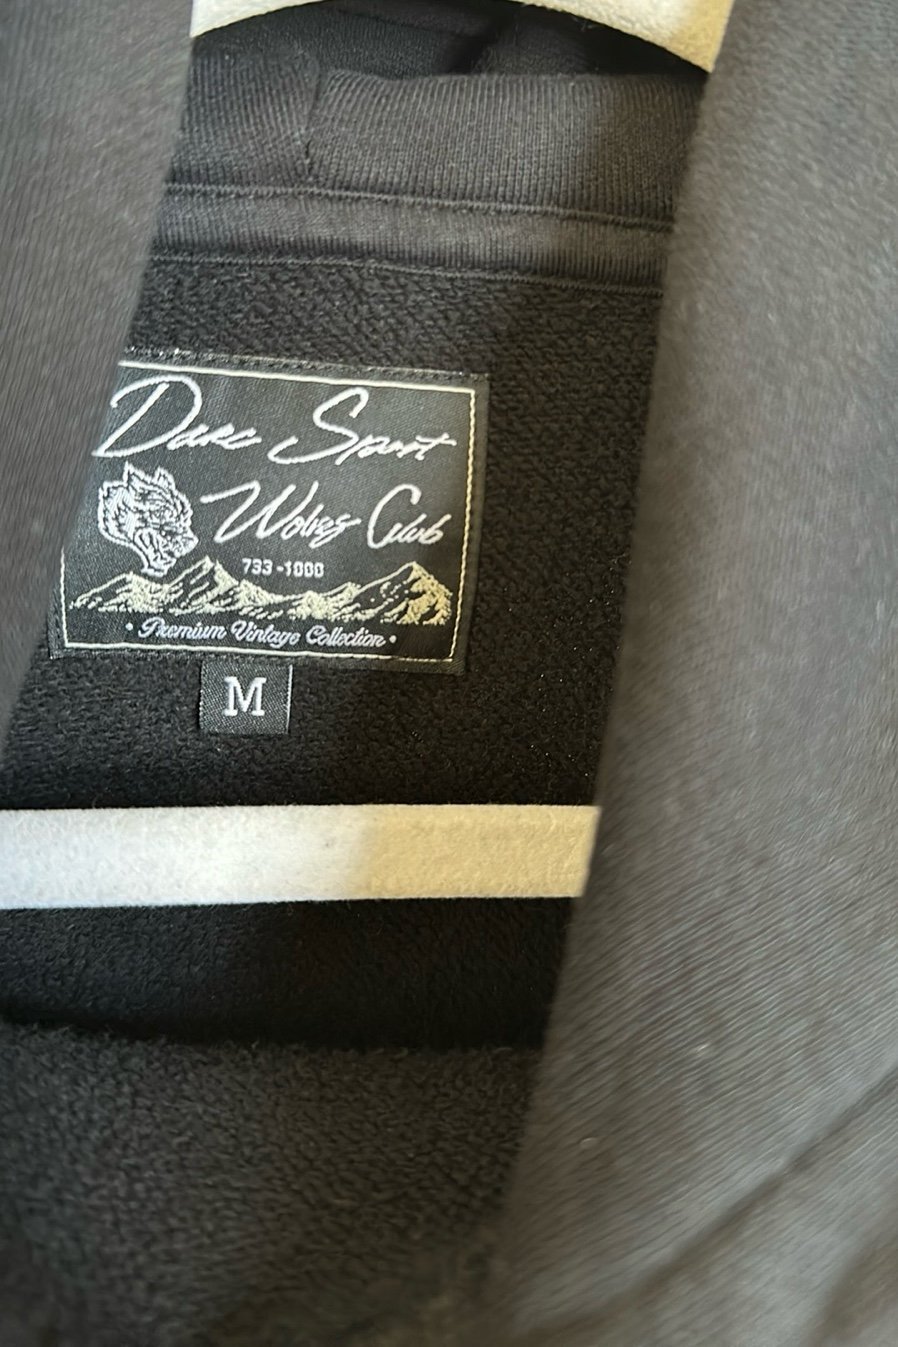 Darc Sport
Wolves Club
733-1000
• Premium Vintage Collection •
M